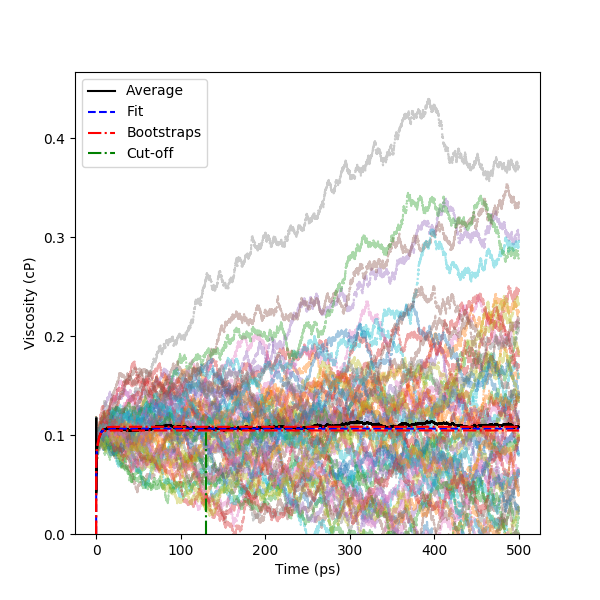 Average
Fit
Bootstraps
Cut-off
0.4
0.3
0.2
0.1
0.0
Viscosity (cP)
0 100 200 300 400 500
Time (ps)